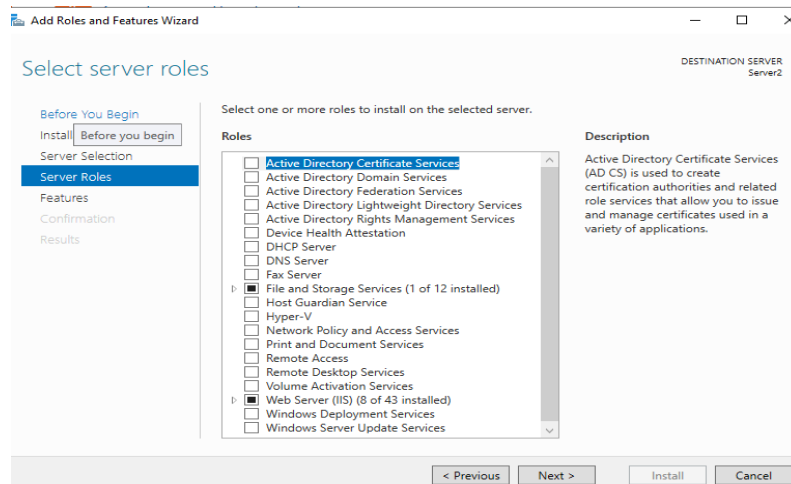 Add Roles and Features Wizard
Select server roles
DESTINATION SERVER
Server2
Before You Begin
Install
Before you begin
Server Selection
Server Roles
Features
Confirmation
Results
Select one or more roles to install on the selected server.
Roles
Active Directory Certificate Services
Active Directory Domain Services
Active Directory Federation Services
Active Directory Lightweight Directory Services
Active Directory Rights Management Services
Device Health Attestation
DHCP Server
DNS Server
Fax Server
File and Storage Services (1 of 12 installed)
Host Guardian Service
Hyper-V
Network Policy and Access Services
Print and Document Services
Remote Access
Remote Desktop Services
Volume Activation Services
Web Server (IIS) (8 of 43 installed)
Windows Deployment Services
Windows Server Update Services
Description
Active Directory Certificate Services
(AD CS) is used to create
certification authorities and related
role services that allow you to issue
and manage certificates used in a
variety of applications.
< Previous
Next >
Install
Cancel